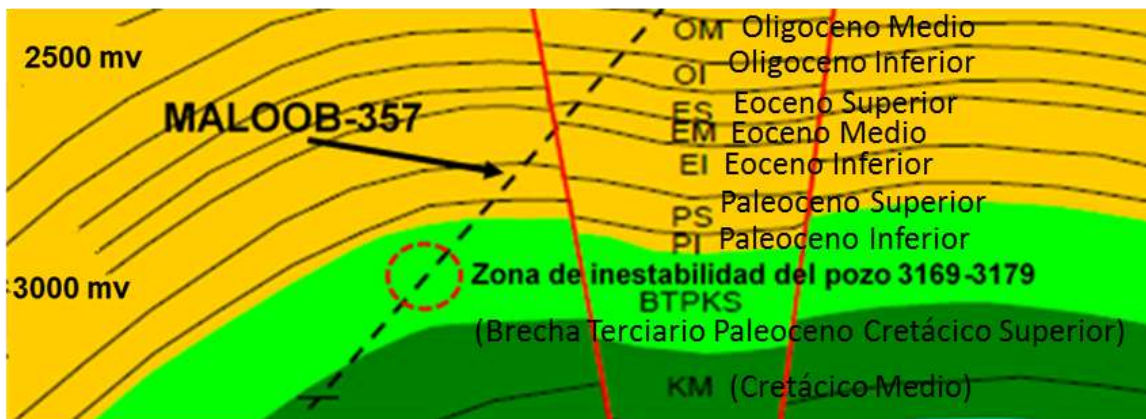 OM Oligoceno Medio
2500 mv
OI Oligoceno Inferior
ES Eoceno Superior
MALOOB-357
EM Eoceno Medio
EI Eoceno Inferior
PS Paleoceno Superior
PI Paleoceno Inferior
3000 mv
Zona de inestabilidad del pozo 3169-3179
BTPKS
(Brecha Terciario Paleoceno Cretácico Superior)
KM (Cretácico Medio)